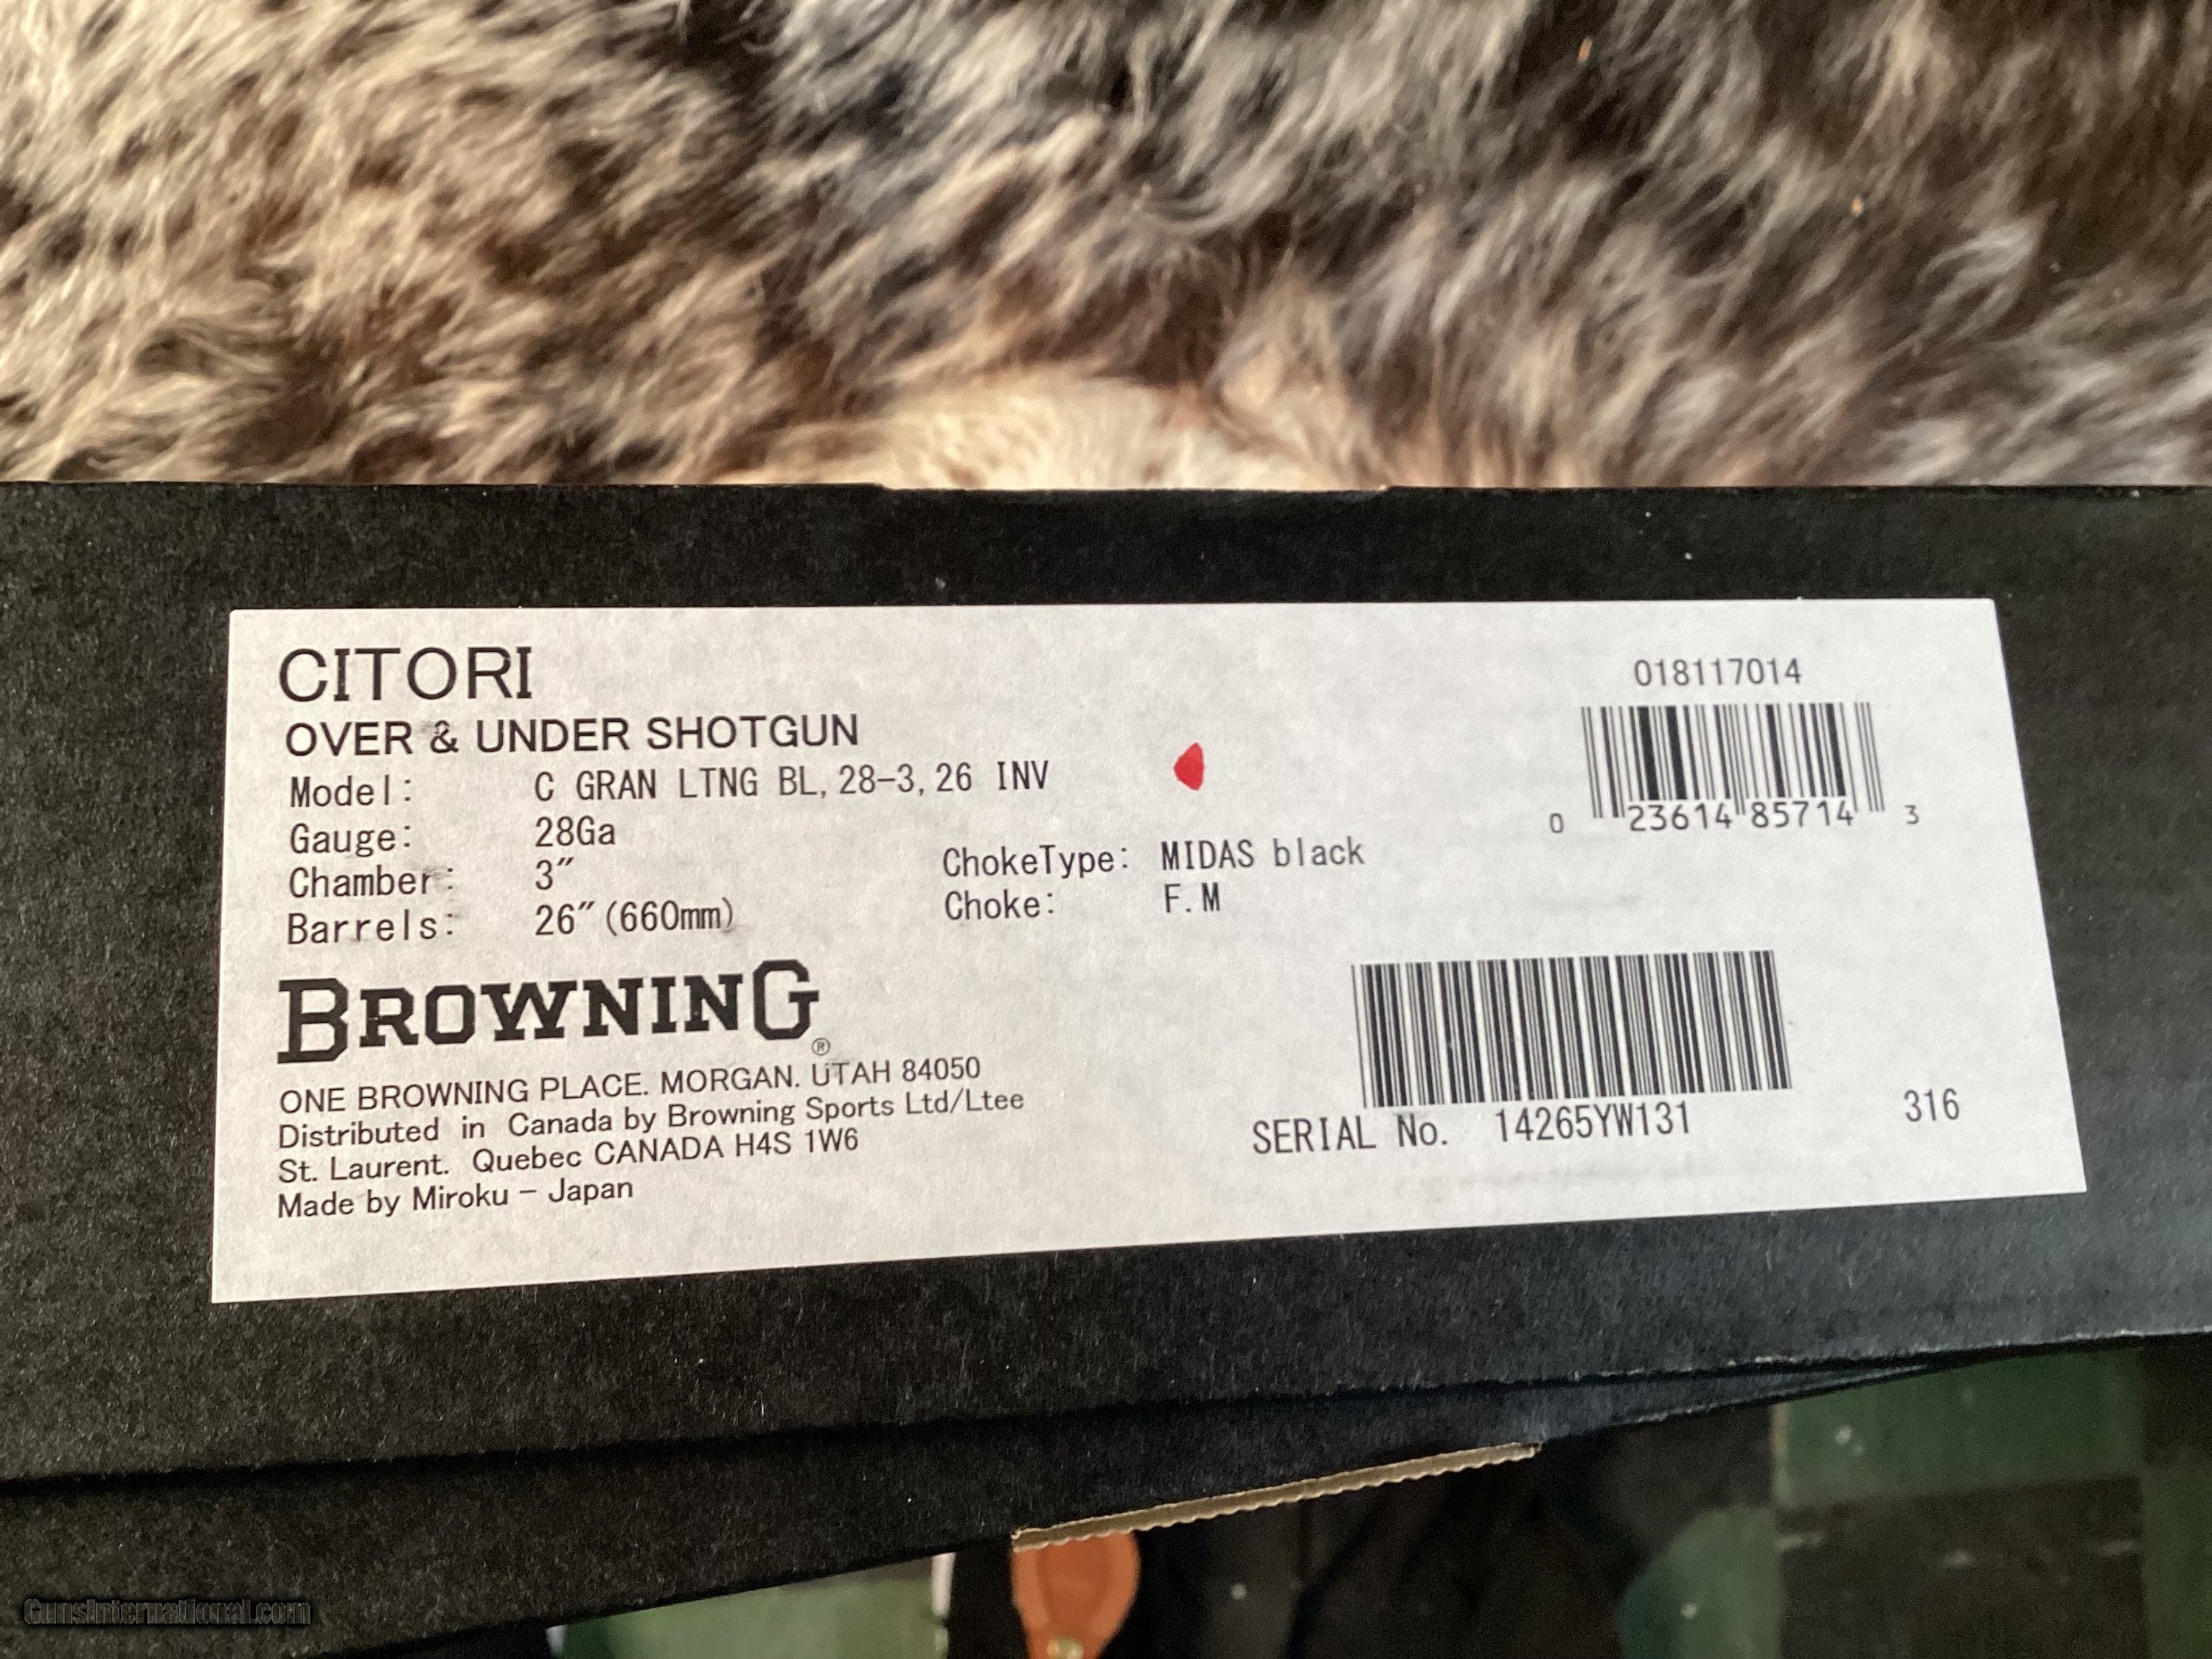 CITORI
OVER & UNDER SHOTGUN
Model: C GRAN LTNG BL, 28-3, 26 INV
Gauge: 28Ga
Chamber: 3"
Barrels: 26"(660mm)
ChokeType: MIDAS black
Choke: F.M
018117014
0 23614 85714 3
BROWNING®
ONE BROWNING PLACE. MORGAN. UTAH 84050
Distributed in Canada by Browning Sports Ltd/Ltee
St. Laurent. Quebec CANADA H4S 1W6
Made by Miroku - Japan
SERIAL No. 14265YW131
316
GunsInternational.com